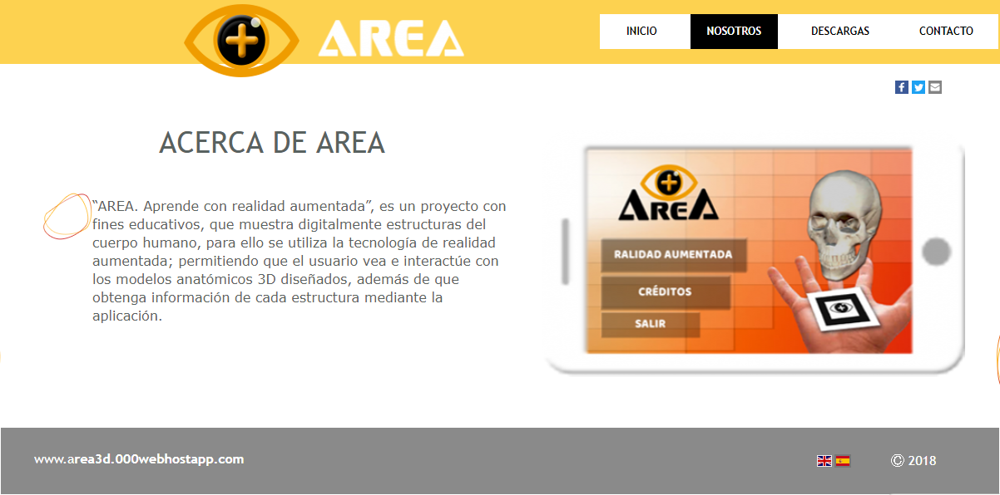 AREA
INICIO
NOSOTROS
DESCARGAS
CONTACTO
ACERCA DE AREA
“AREA. Aprende con realidad aumentada”, es un proyecto con
fines educativos, que muestra digitalmente estructuras del
cuerpo humano, para ello se utiliza la tecnología de realidad
aumentada; permitiendo que el usuario vea e interactúe con
los modelos anatómicos 3D diseñados, además de que
obtenga información de cada estructura mediante la
aplicación.
AREA
RALIDAD AUMENTADA
CRÉDITOS
SALIR
www.area3d.000webhostapp.com
© 2018